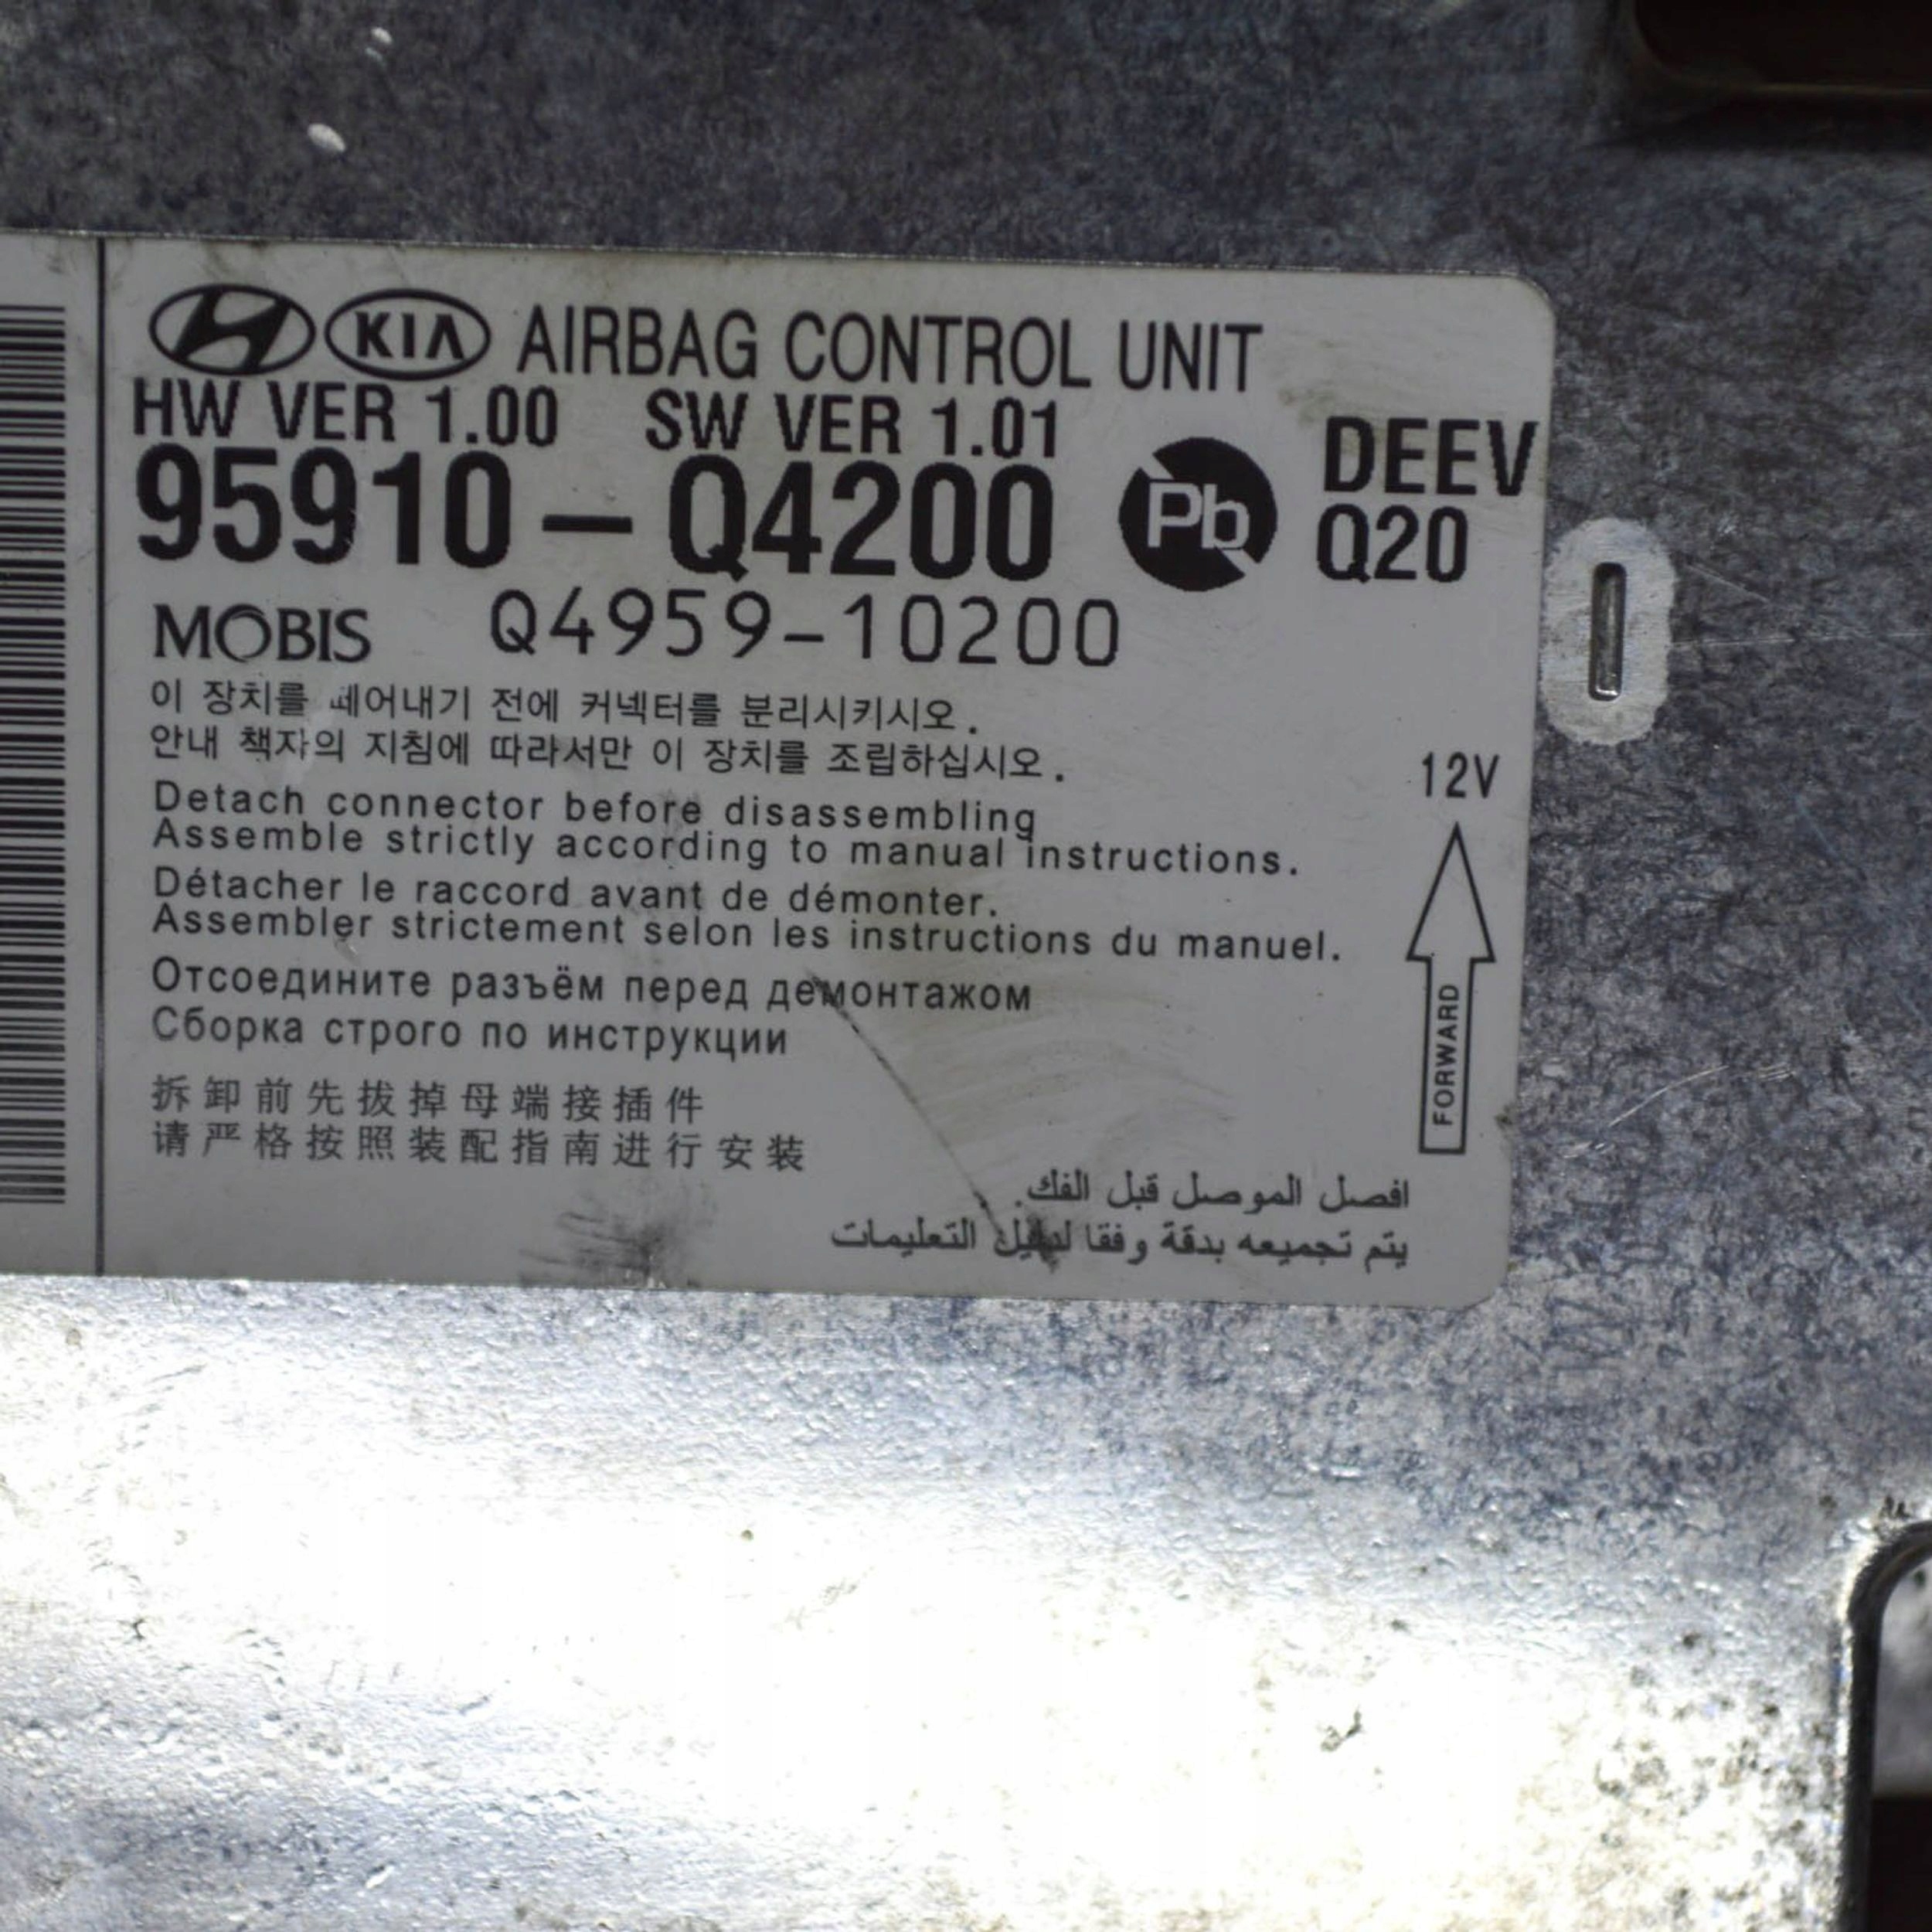 KIA AIRBAG CONTROL UNIT
HW VER 1.00 SW VER 1.01
95910-Q4200 Pb DEEV
Q20
MOBIS Q4959-10200
이 장치를 떼어내기 전에 커넥터를 분리시키시오.
안내 책자의 지침에 따라서만 이 장치를 조립하십시오.
12V
Detach connector before disassembling
Assemble strictly according to manual instructions.
Détacher le raccord avant de démonter.
Assembler strictement selon les instructions du manuel.
FORWARD
Отсоедините разъём перед демонтажом
Сборка строго по инструкции
拆卸前先拔掉母端接插件
请严格按照装配指南进行安装
افصل الموصل قبل الفك.
يتم تجميعه بدقة وفقا لدليل التعليمات